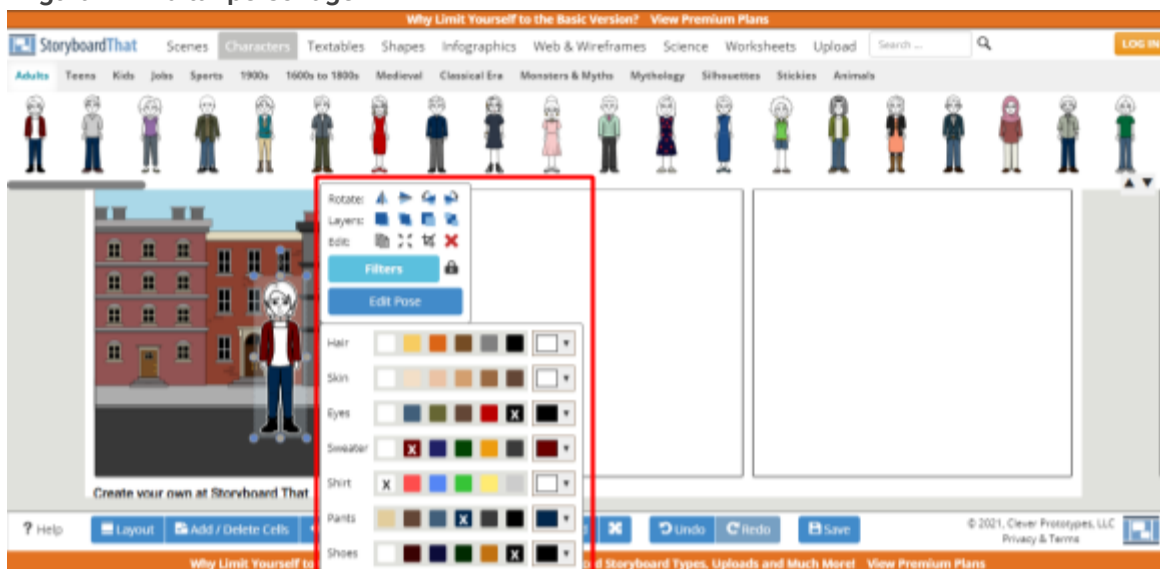 Why Limit Yourself to the Basic Version? View Premium Plans
StoryboardThat Scenes Characters Textables Shapes Infographics Web & Wireframes Science Worksheets Upload Search ... LOG IN
Adults Teens Kids Jobs Sports 1900s 1600s to 1800s Medieval Classical Era Monsters & Myths Mythology Silhouettes Stickies Animals
Rotate:
Layers:
Edit:
Filters
Edit Pose
Hair
Skin
Eyes X
Sweater X
Shirt X
Pants X
Shoes X
Create your own at Storyboard That
? Help Layout Add / Delete Cells Undo Redo Save
© 2021, Clever Prototypes, LLC
Privacy & Terms
Why Limit Yourself to Storyboard Types, Uploads and Much More! View Premium Plans